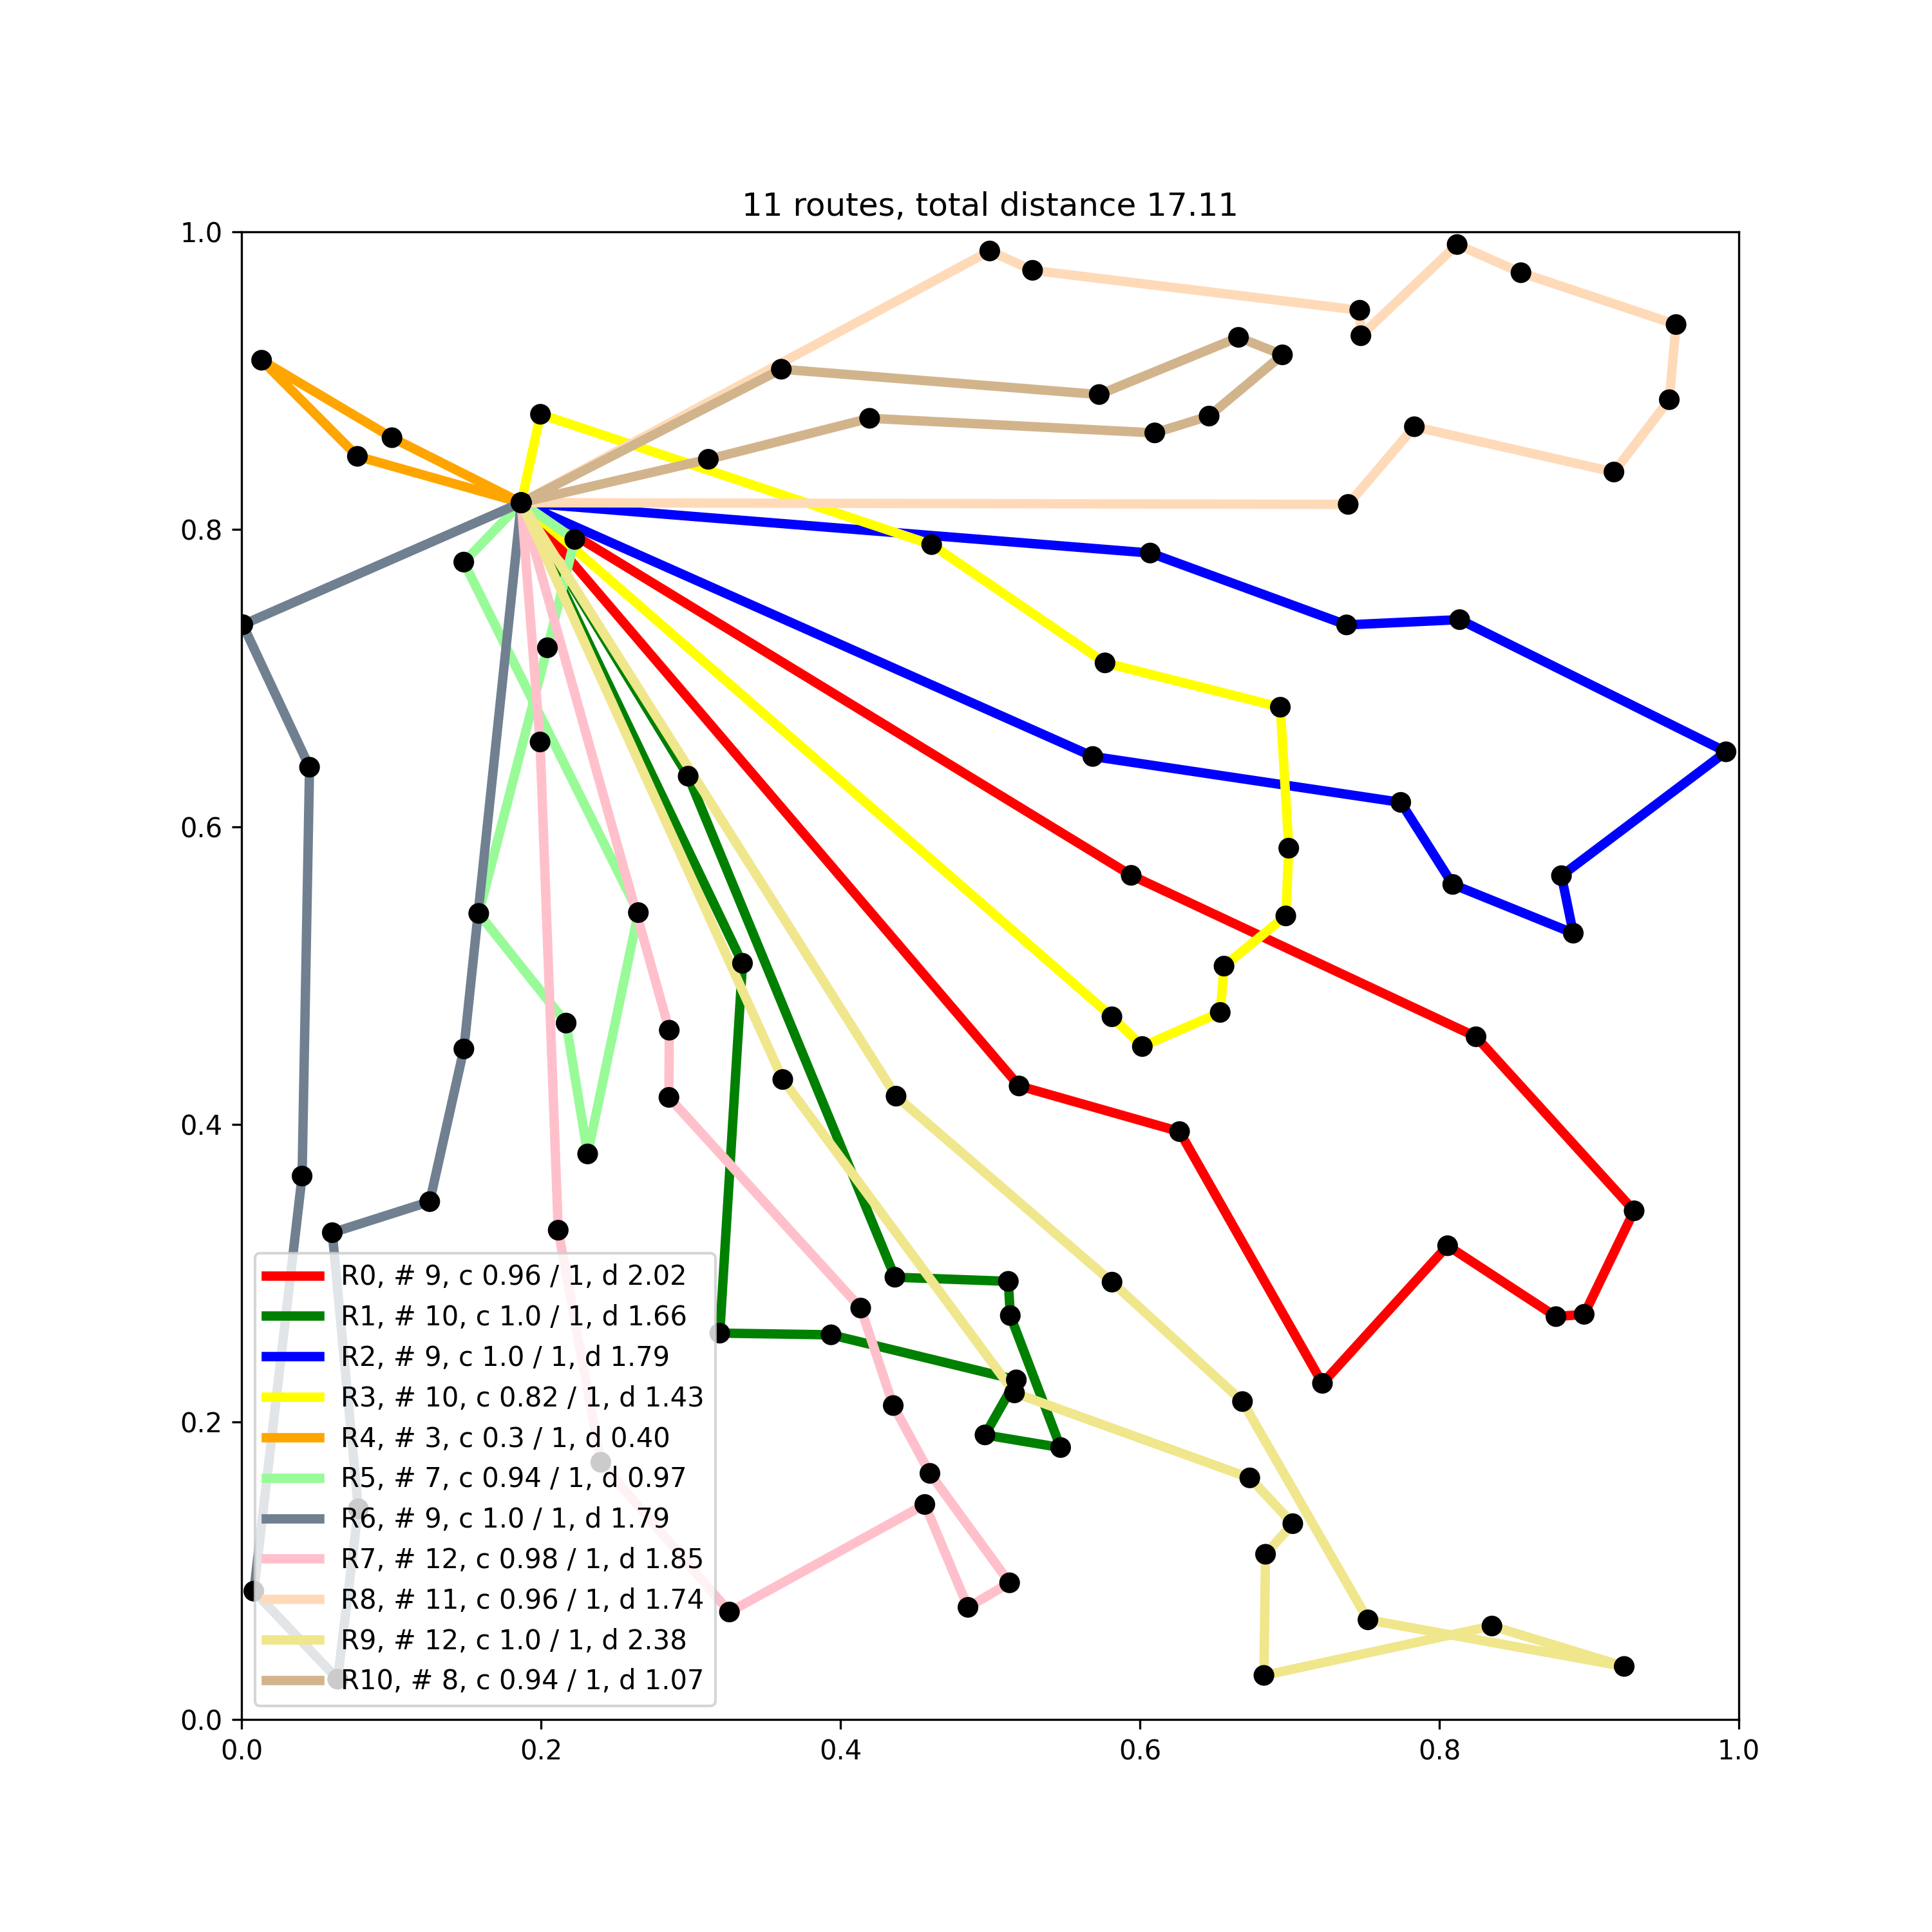 11 routes, total distance 17.11
1.0
0.8
0.6
0.4
0.2
0.0
R0, # 9, c 0.96 / 1, d 2.02
R1, # 10, c 1.0 / 1, d 1.66
R2, # 9, c 1.0 / 1, d 1.79
R3, # 10, c 0.82 / 1, d 1.43
R4, # 3, c 0.3 / 1, d 0.40
R5, # 7, c 0.94 / 1, d 0.97
R6, # 9, c 1.0 / 1, d 1.79
R7, # 12, c 0.98 / 1, d 1.85
R8, # 11, c 0.96 / 1, d 1.74
R9, # 12, c 1.0 / 1, d 2.38
R10, # 8, c 0.94 / 1, d 1.07
0.0 0.2 0.4 0.6 0.8 1.0